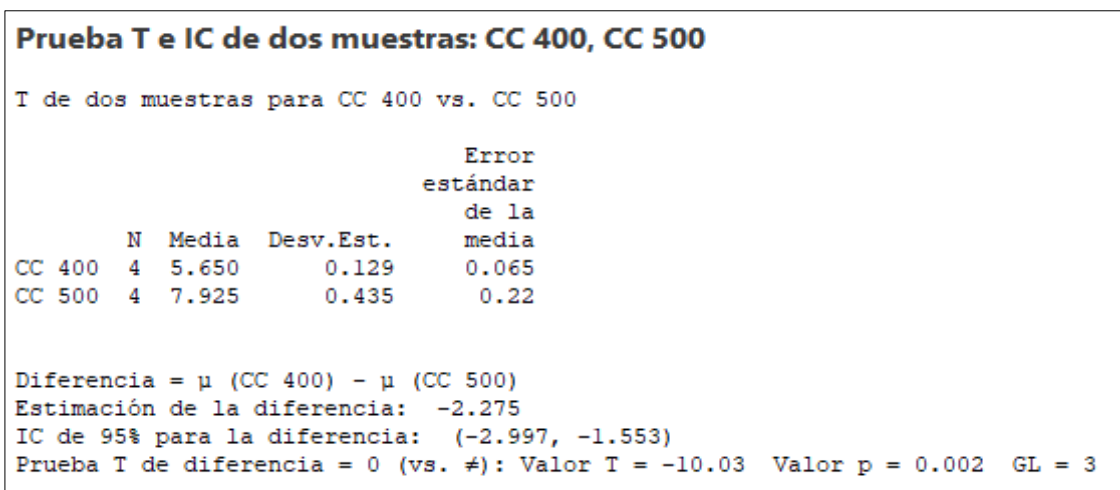 Prueba T e IC de dos muestras: CC 400, CC 500
T de dos muestras para CC 400 vs. CC 500
Error
estándar
de la
N Media Desv.Est. media
CC 400 4 5.650 0.129 0.065
CC 500 4 7.925 0.435 0.22
Diferencia = μ (CC 400) - μ (CC 500)
Estimación de la diferencia: -2.275
IC de 95% para la diferencia: (-2.997, -1.553)
Prueba T de diferencia = 0 (vs. ≠): Valor T = -10.03 Valor p = 0.002 GL = 3